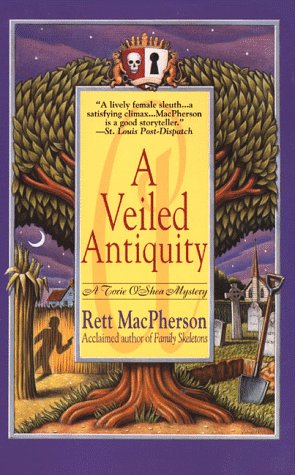 "A lively female sleuth...a
satisfying climax...MacPherson
is a good storyteller."
—St. Louis Post-Dispatch
A
Veiled
Antiquity
A Torie O'Shea Mystery
Rett MacPherson
Acclaimed author of Family Skeletons